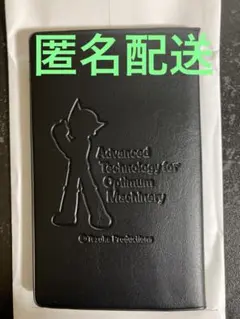 匿名配送
Advanced
Technology for
Optimum
Machinery
©Tezuka Productions